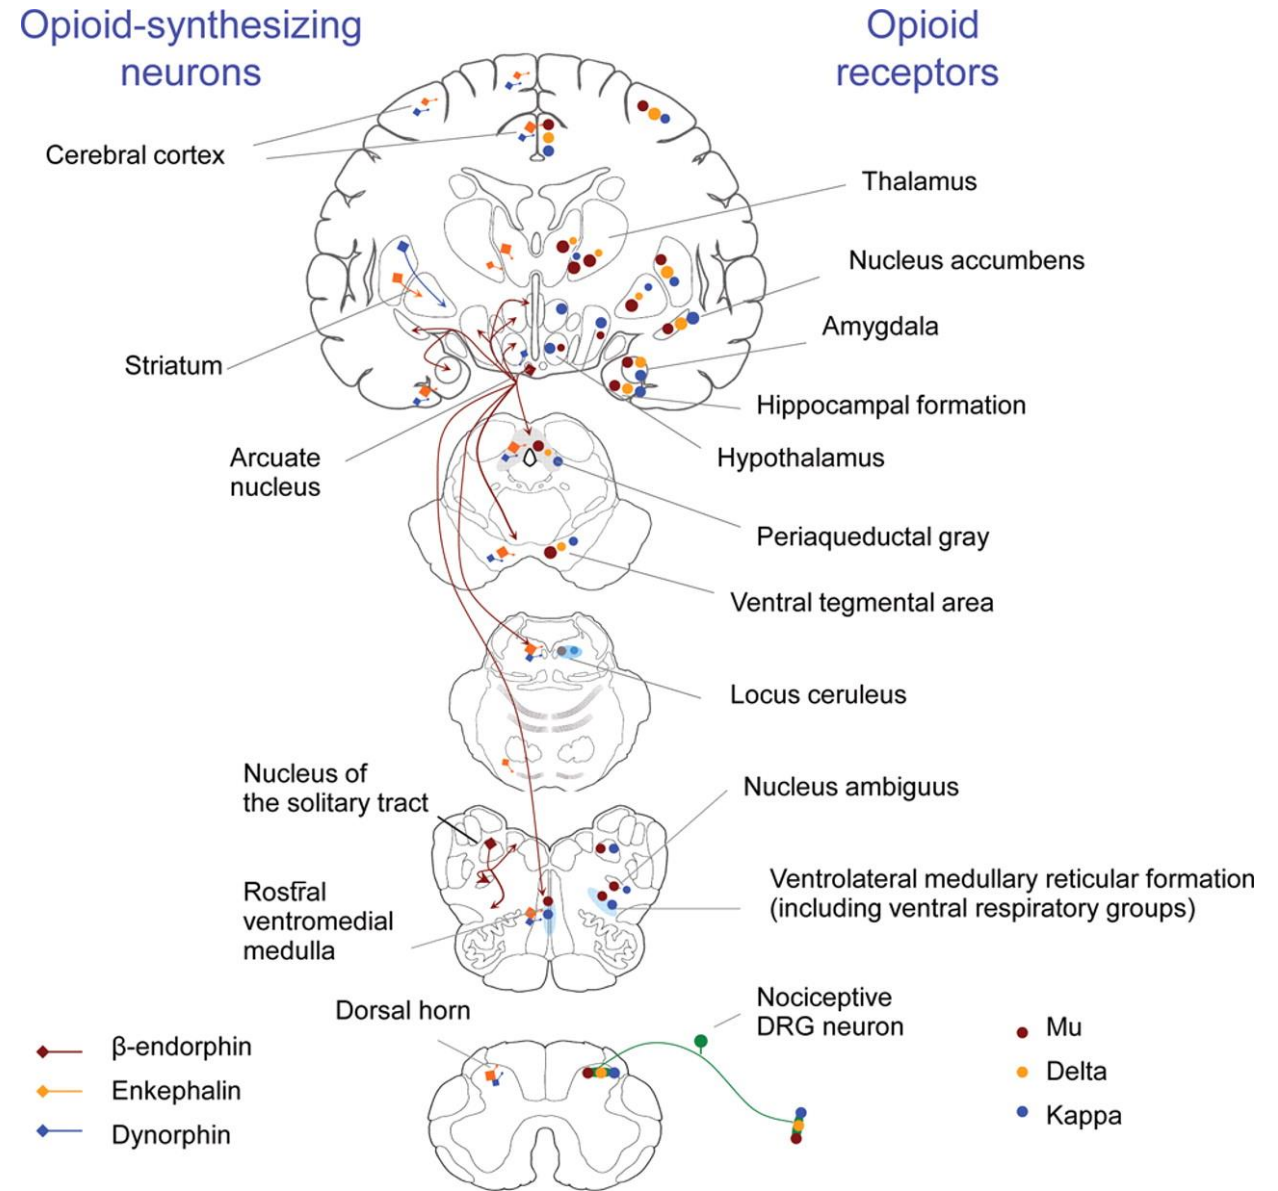 Opioid-synthesizing
neurons
Opioid
receptors
Cerebral cortex
Thalamus
Nucleus accumbens
Amygdala
Striatum
Hippocampal formation
Arcuate
nucleus
Hypothalamus
Periaqueductal gray
Ventral tegmental area
Locus ceruleus
Nucleus of
the solitary tract
Nucleus ambiguus
Rostral
ventromedial
medulla
Ventrolateral medullary reticular formation
(including ventral respiratory groups)
Dorsal horn
Nociceptive
DRG neuron
β-endorphin
Enkephalin
Dynorphin
Mu
Delta
Kappa